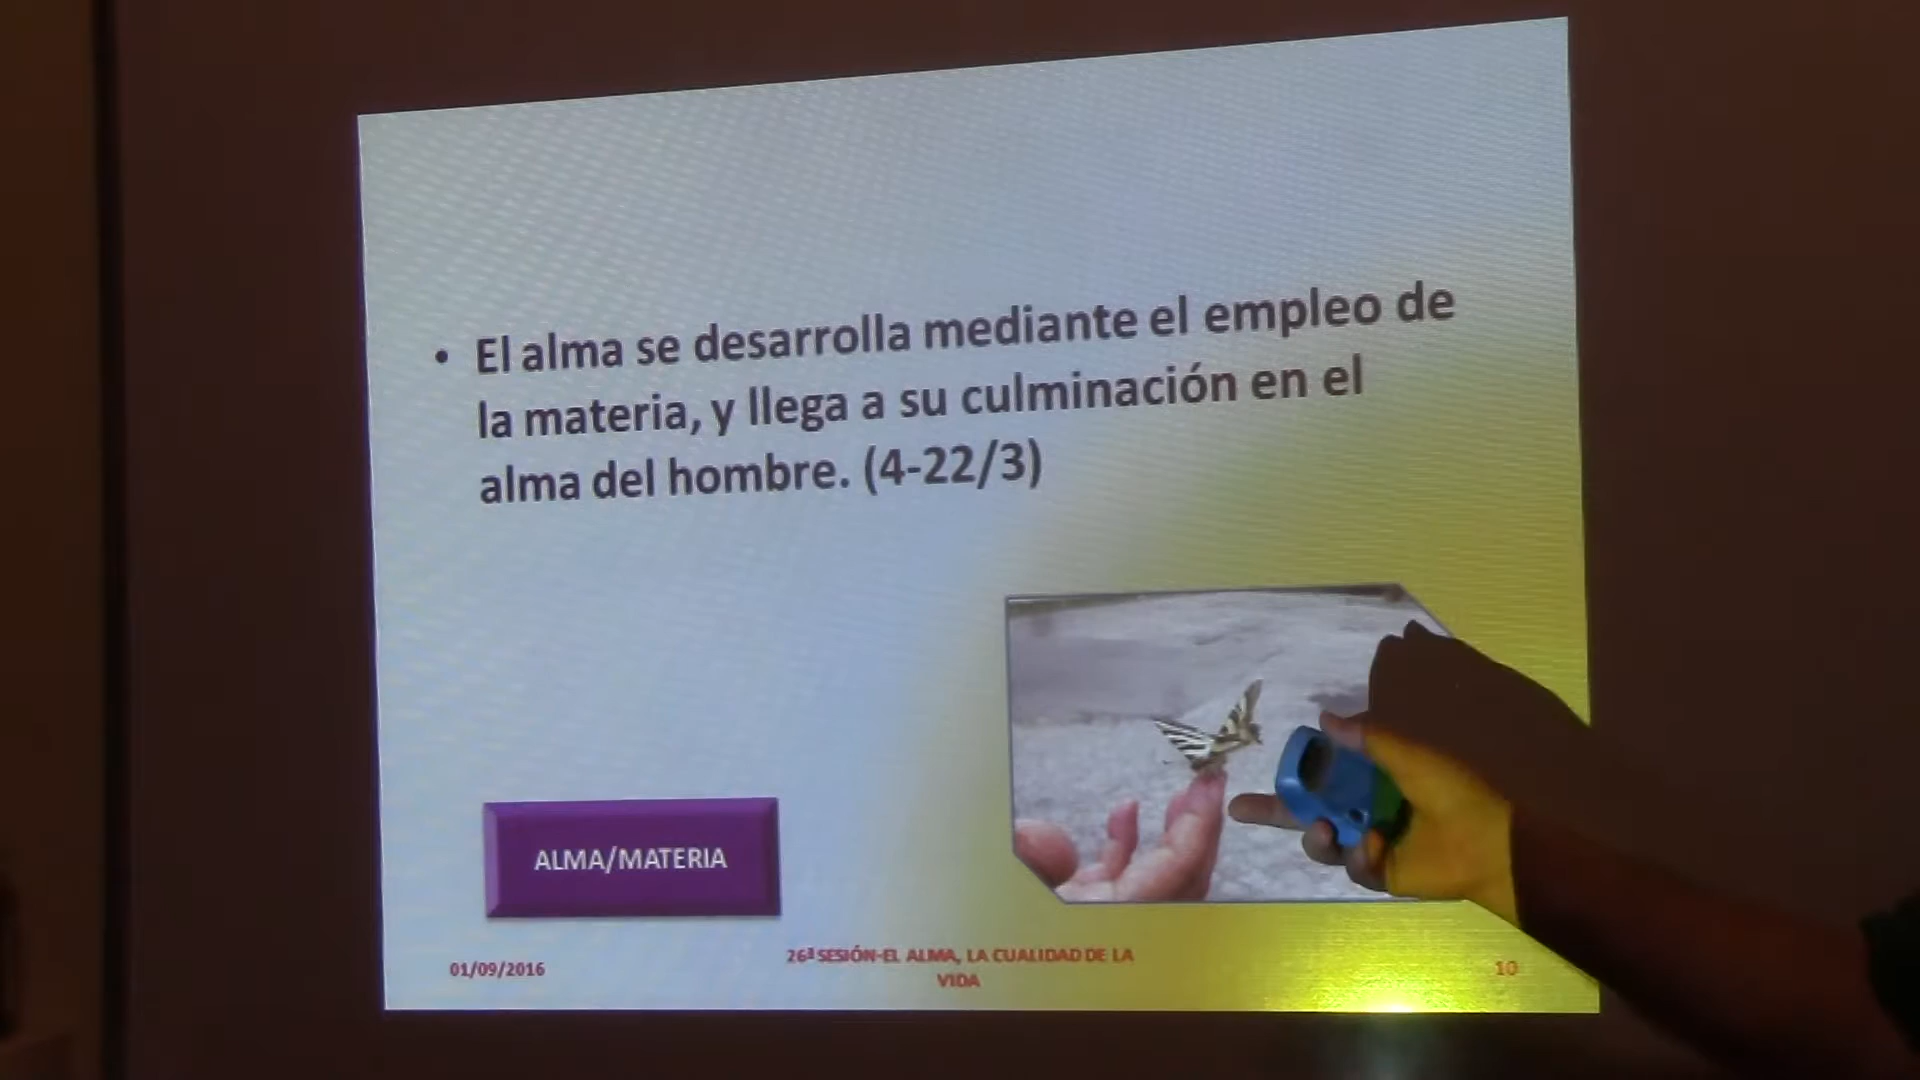 • El alma se desarrolla mediante el empleo de
la materia, y llega a su culminación en el
alma del hombre. (4-22/3)
ALMA/MATERIA
01/09/2016
26ª SESIÓN-EL ALMA, LA CUALIDAD DE LA
VIDA
10